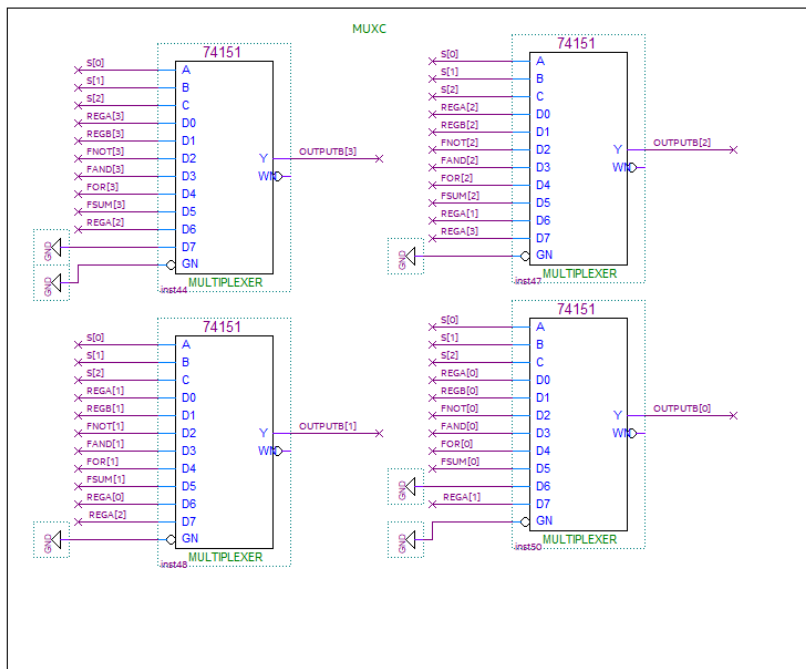 MUXC
74151
S[0]
A
S[1]
B
S[2]
C
REGA[3]
D0
REGB[3]
D1
FNOT[3]
D2
Y
OUTPUTB[3]
FAND[3]
D3
WN
FOR[3]
D4
FSUM[3]
D5
REGA[2]
D6
GND
D7
GND
GN
MULTIPLEXER
inst44
74151
S[0]
A
S[1]
B
S[2]
C
REGA[2]
D0
REGB[2]
D1
FNOT[2]
D2
Y
OUTPUTB[2]
FAND[2]
D3
WN
FOR[2]
D4
FSUM[2]
D5
REGA[1]
D6
REGA[3]
D7
GND
GN
MULTIPLEXER
inst47
74151
S[0]
A
S[1]
B
S[2]
C
REGA[1]
D0
REGB[1]
D1
FNOT[1]
D2
Y
OUTPUTB[1]
FAND[1]
D3
WN
FOR[1]
D4
FSUM[1]
D5
REGA[0]
D6
REGA[2]
D7
GND
GN
MULTIPLEXER
inst48
74151
S[0]
A
S[1]
B
S[2]
C
REGA[0]
D0
REGB[0]
D1
FNOT[0]
D2
Y
OUTPUTB[0]
FAND[0]
D3
WN
FOR[0]
D4
FSUM[0]
D5
GND
D6
REGA[1]
D7
GND
GN
MULTIPLEXER
inst50